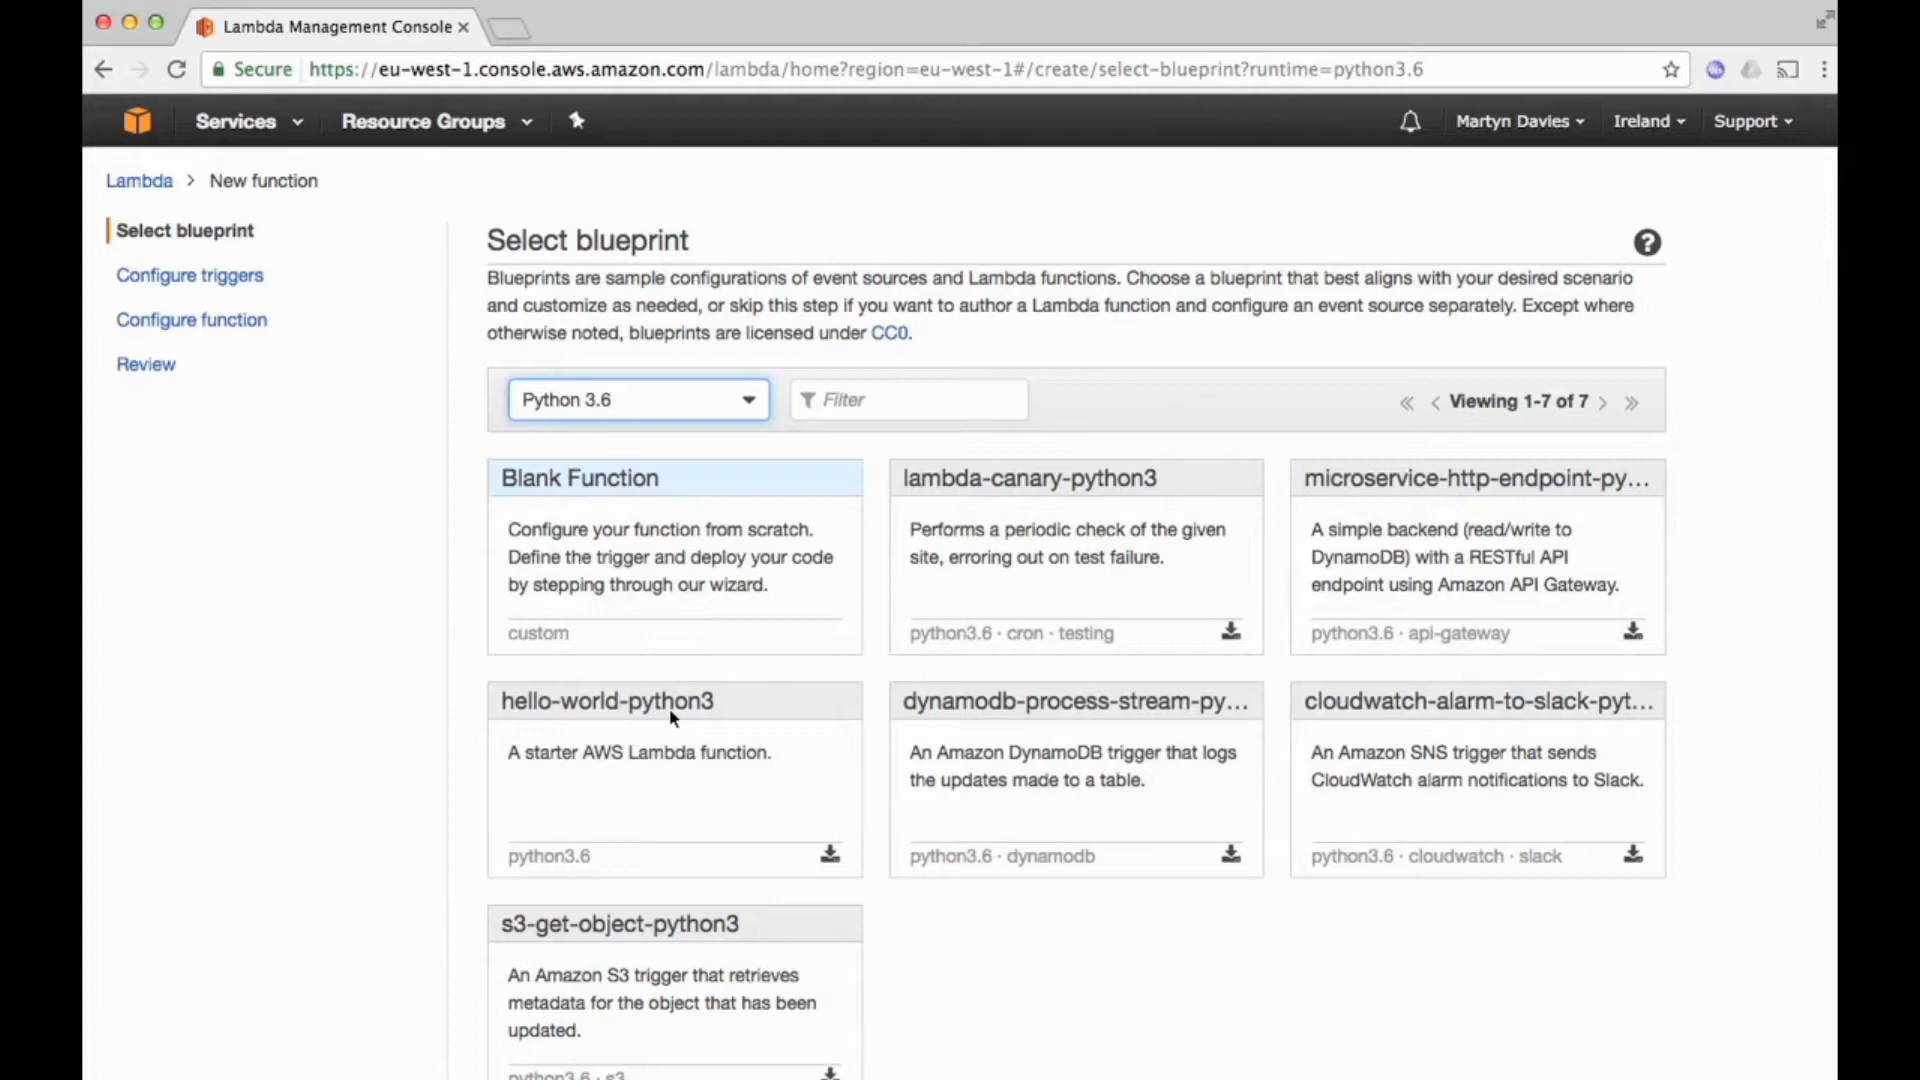 Lambda Management Console
Secure https://eu-west-1.console.aws.amazon.com/lambda/home?region=eu-west-1#/create/select-blueprint?runtime=python3.6
Services Resource Groups Martyn Davies Ireland Support
Lambda > New function
Select blueprint
Configure triggers
Configure function
Review
Select blueprint
Blueprints are sample configurations of event sources and Lambda functions. Choose a blueprint that best aligns with your desired scenario
and customize as needed, or skip this step if you want to author a Lambda function and configure an event source separately. Except where
otherwise noted, blueprints are licensed under CC0.
Python 3.6 Filter « < Viewing 1-7 of 7 > »
Blank Function
Configure your function from scratch.
Define the trigger and deploy your code
by stepping through our wizard.
custom
lambda-canary-python3
Performs a periodic check of the given
site, erroring out on test failure.
python3.6 · cron · testing
microservice-http-endpoint-py...
A simple backend (read/write to
DynamoDB) with a RESTful API
endpoint using Amazon API Gateway.
python3.6 · api-gateway
hello-world-python3
A starter AWS Lambda function.
python3.6
dynamodb-process-stream-py...
An Amazon DynamoDB trigger that logs
the updates made to a table.
python3.6 · dynamodb
cloudwatch-alarm-to-slack-pyt...
An Amazon SNS trigger that sends
CloudWatch alarm notifications to Slack.
python3.6 · cloudwatch · slack
s3-get-object-python3
An Amazon S3 trigger that retrieves
metadata for the object that has been
updated.
python3.6 · s3